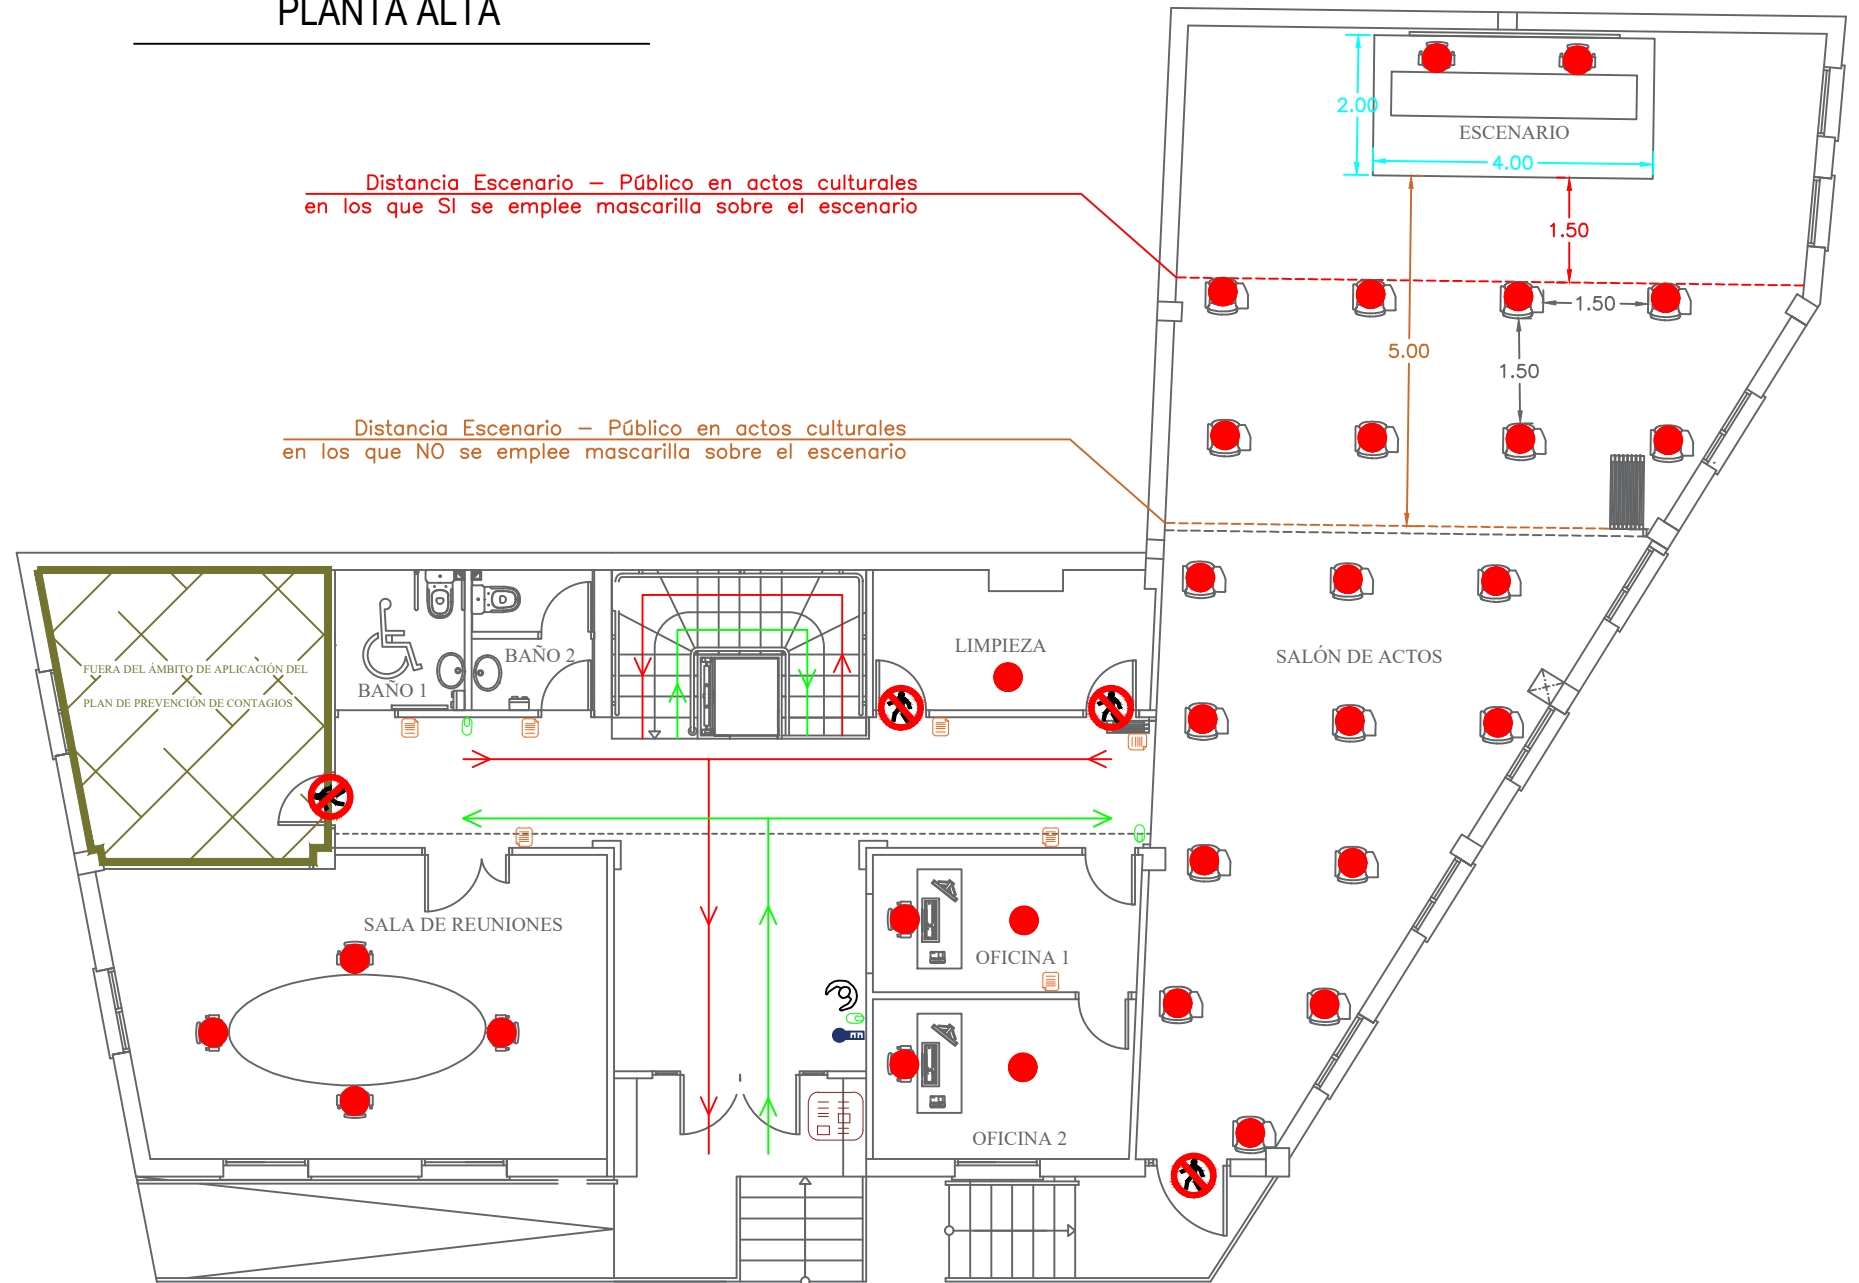 PLANTA ALTA
2.00
ESCENARIO
4.00
Distancia Escenario – Público en actos culturales
en los que SI se emplee mascarilla sobre el escenario
1.50
1.50
5.00
1.50
Distancia Escenario – Público en actos culturales
en los que NO se emplee mascarilla sobre el escenario
FUERA DEL ÁMBITO DE APLICACIÓN DEL
PLAN DE PREVENCIÓN DE CONTAGIOS
BAÑO 1
BAÑO 2
LIMPIEZA
SALÓN DE ACTOS
SALA DE REUNIONES
OFICINA 1
OFICINA 2